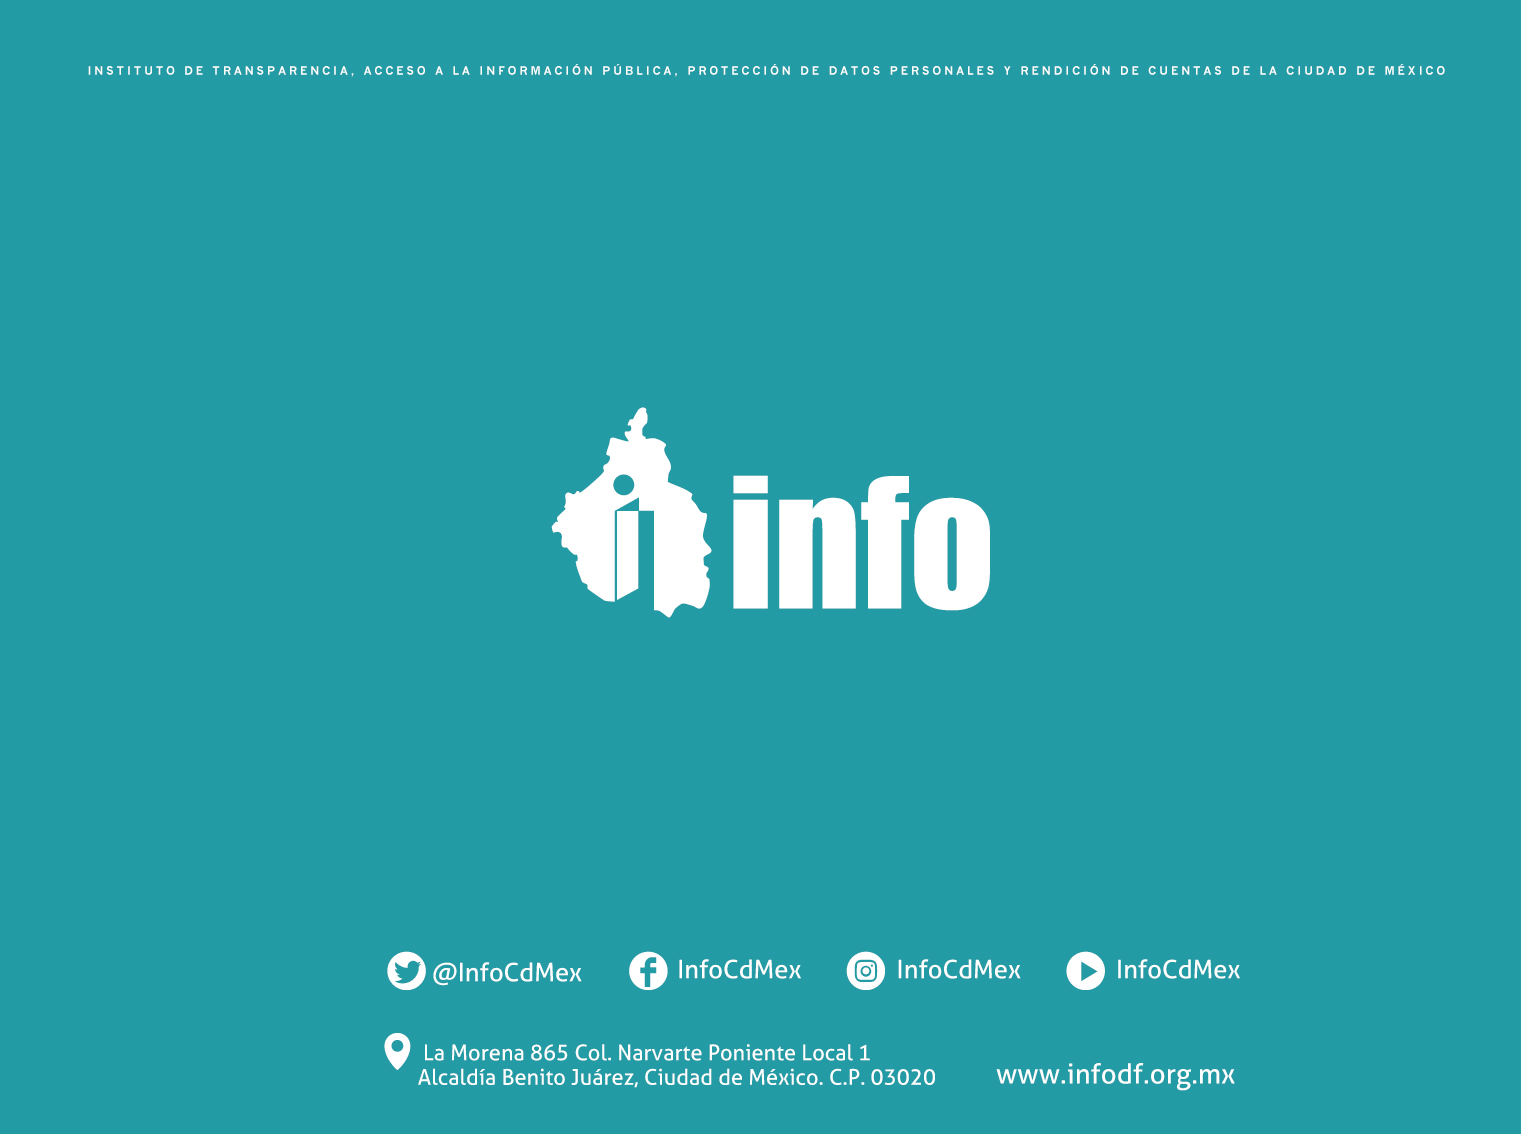 INSTITUTO DE TRANSPARENCIA, ACCESO A LA INFORMACIÓN PÚBLICA, PROTECCIÓN DE DATOS PERSONALES Y RENDICIÓN DE CUENTAS DE LA CIUDAD DE MÉXICO
info
@InfoCdMex
InfoCdMex
InfoCdMex
InfoCdMex
La Morena 865 Col. Narvarte Poniente Local 1
Alcaldía Benito Juárez, Ciudad de México. C.P. 03020
www.infodf.org.mx